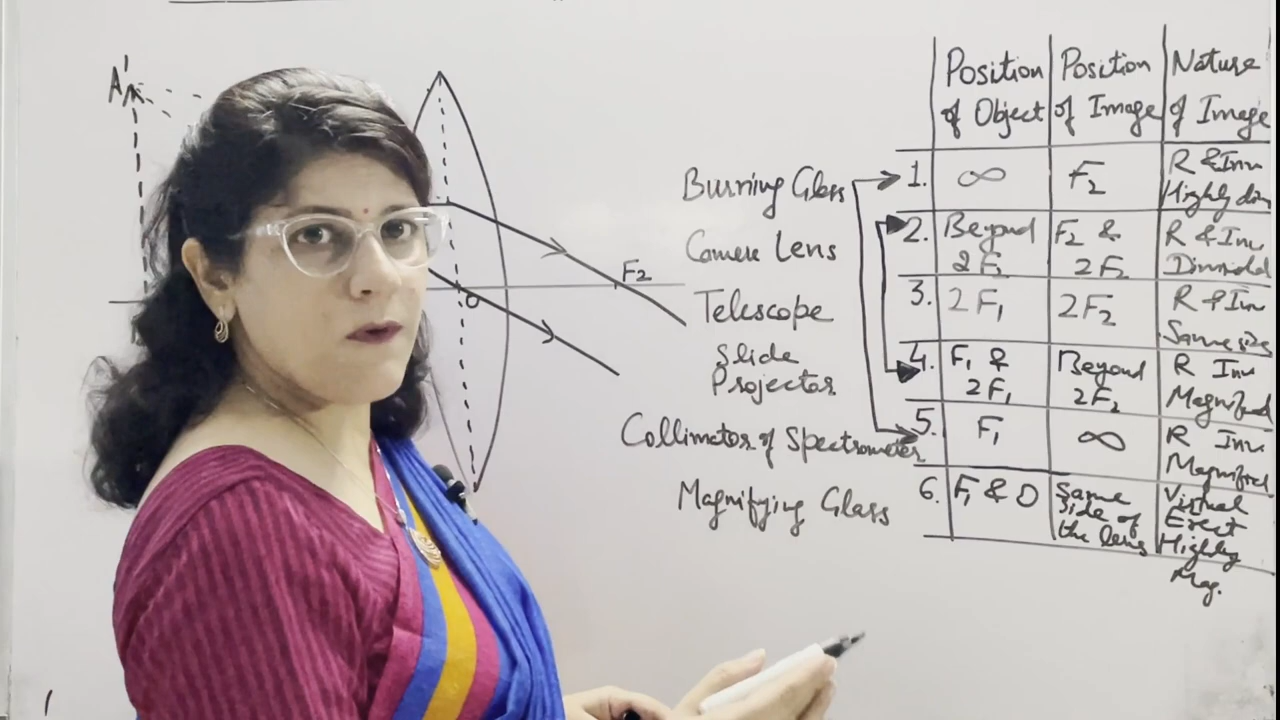 A'
F2
O
Burning Glass
Camera Lens
Telescope
Slide
Projector
Collimator of Spectrometer
Magnifying Glass
Position of Object | Position of Image | Nature of Image
1. ∞ | F₂ | R & Inv Highly dim
2. Beyond 2F₁ | F₂ & 2F₂ | R & Inv Diminished
3. 2F₁ | 2F₂ | R & Inv Same size
4. F₁ & 2F₁ | Beyond 2F₂ | R Inv Magnified
5. F₁ | ∞ | R Inv Magnified
6. F₁ & O | Same Side of the lens | Virtual Erect Highly Mag.